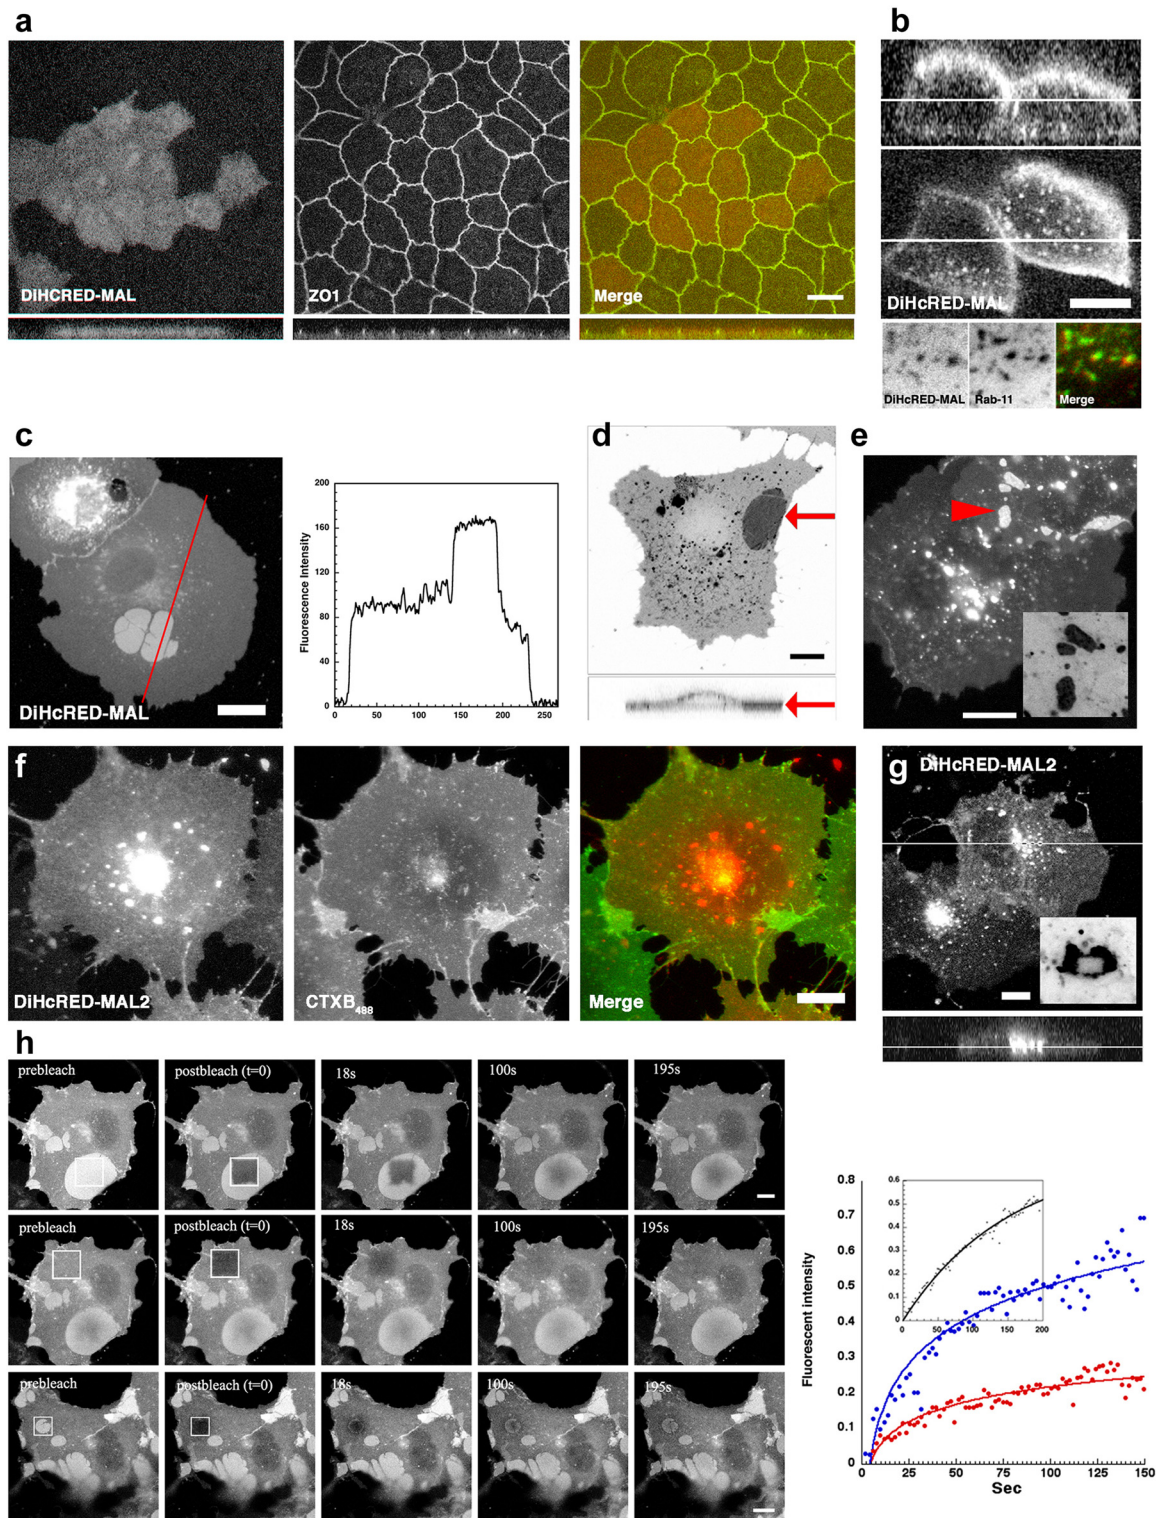 a
DiHCRED-MAL
ZO1
Merge
b
DiHcRED-MAL
DiHcRED-MAL
Rab-11
Merge
c
DiHcRED-MAL
Fluorescence Intensity
200
160
120
80
40
0
0
50
100
150
200
250
d
e
f
DiHcRED-MAL2
CTXB488
Merge
g
DiHcRED-MAL2
h
prebleach
postbleach (t=0)
18s
100s
195s
prebleach
postbleach (t=0)
18s
100s
195s
prebleach
postbleach (t=0)
18s
100s
195s
Fluorescent intensity
0.8
0.7
0.6
0.5
0.4
0.3
0.2
0.1
0
0
25
50
75
100
125
150
Sec
0.6
0.5
0.4
0.3
0.2
0.1
0
0
50
100
150
200